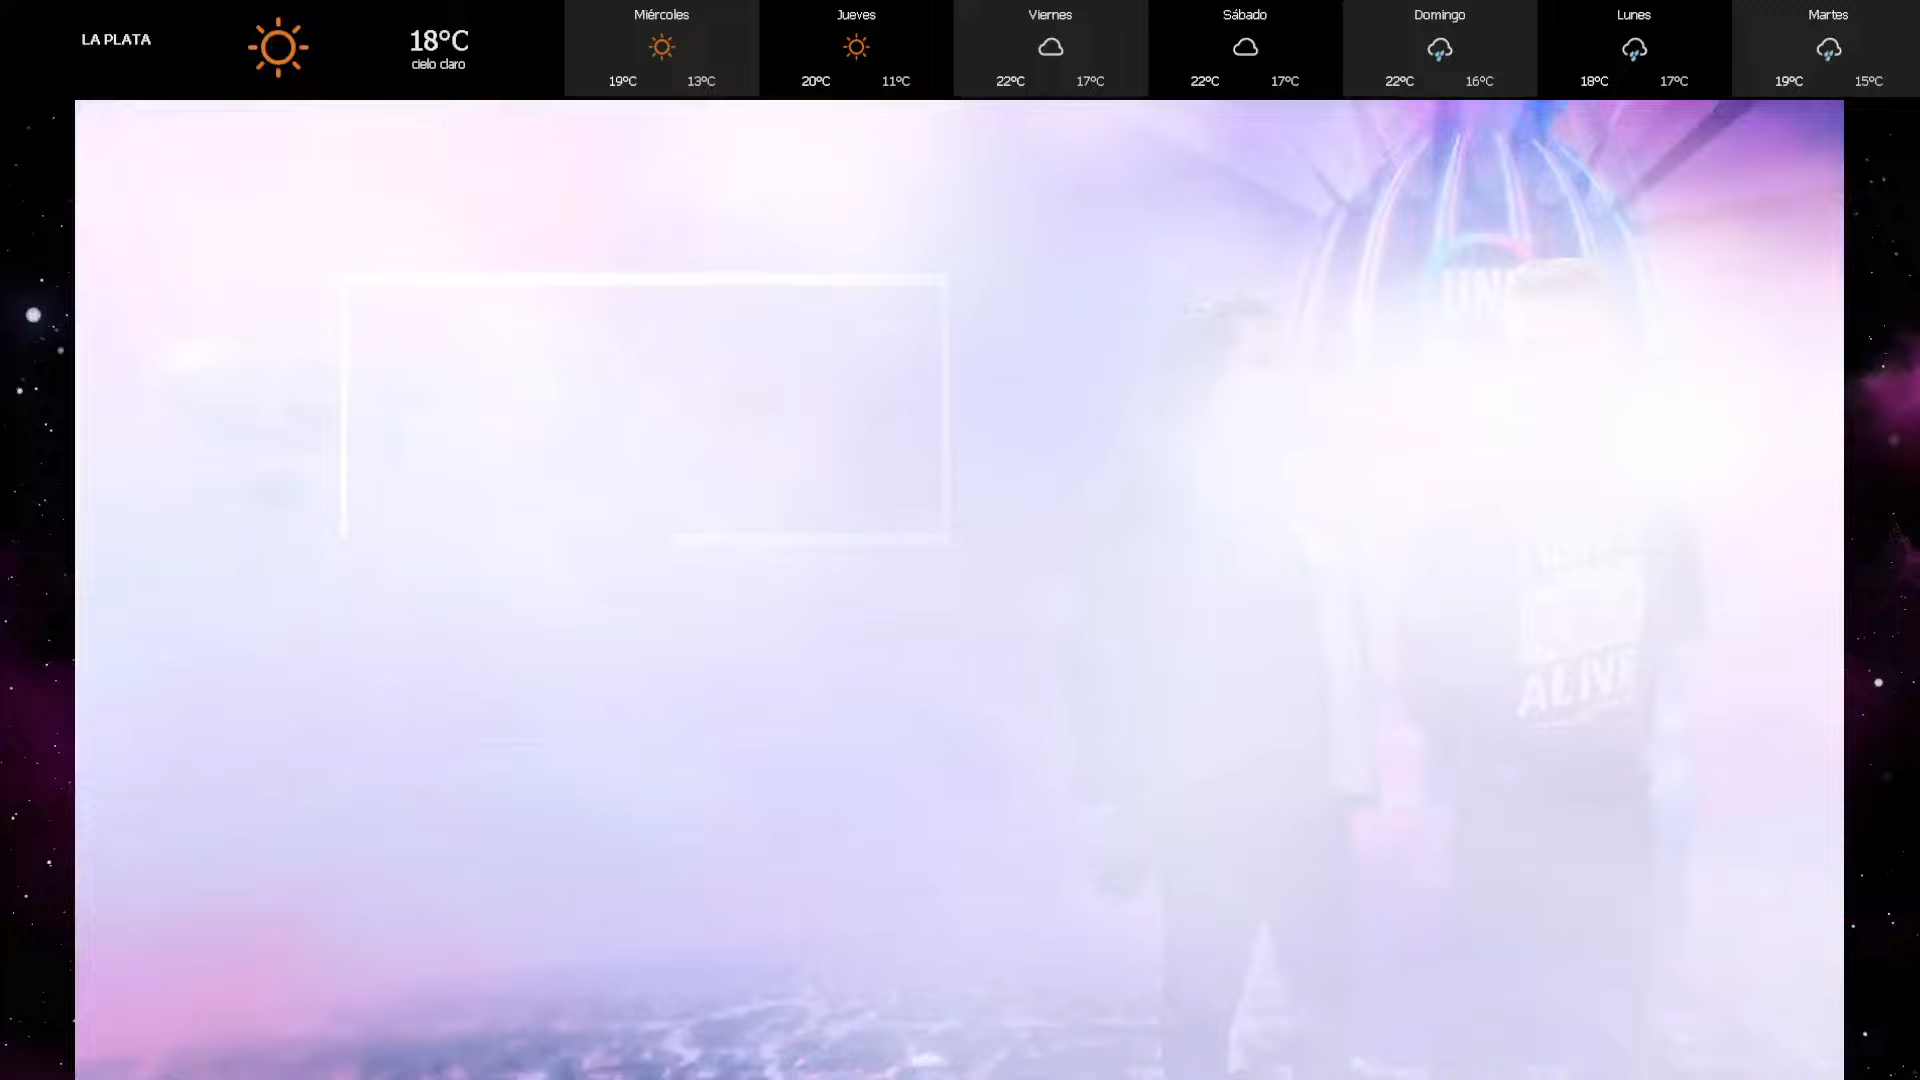 LA PLATA
18°C
cielo claro
Miércoles
19°C 13°C
Jueves
20°C 11°C
Viernes
22°C 17°C
Sábado
22°C 17°C
Domingo
22°C 16°C
Lunes
18°C 17°C
Martes
19°C 15°C
ALIVE